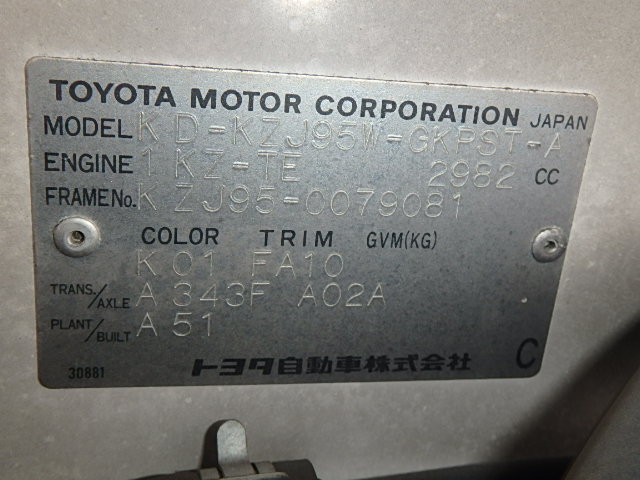 TOYOTA MOTOR CORPORATION JAPAN
MODEL KD-KZJ95W-GKPST-A
ENGINE 1KZ-TE 2982 CC
FRAME No. KZJ95-0079081
COLOR TRIM GVM(KG)
K01 FA10
TRANS./AXLE A343F A02A
PLANT/BUILT A51
30881 トヨタ自動車株式会社 C